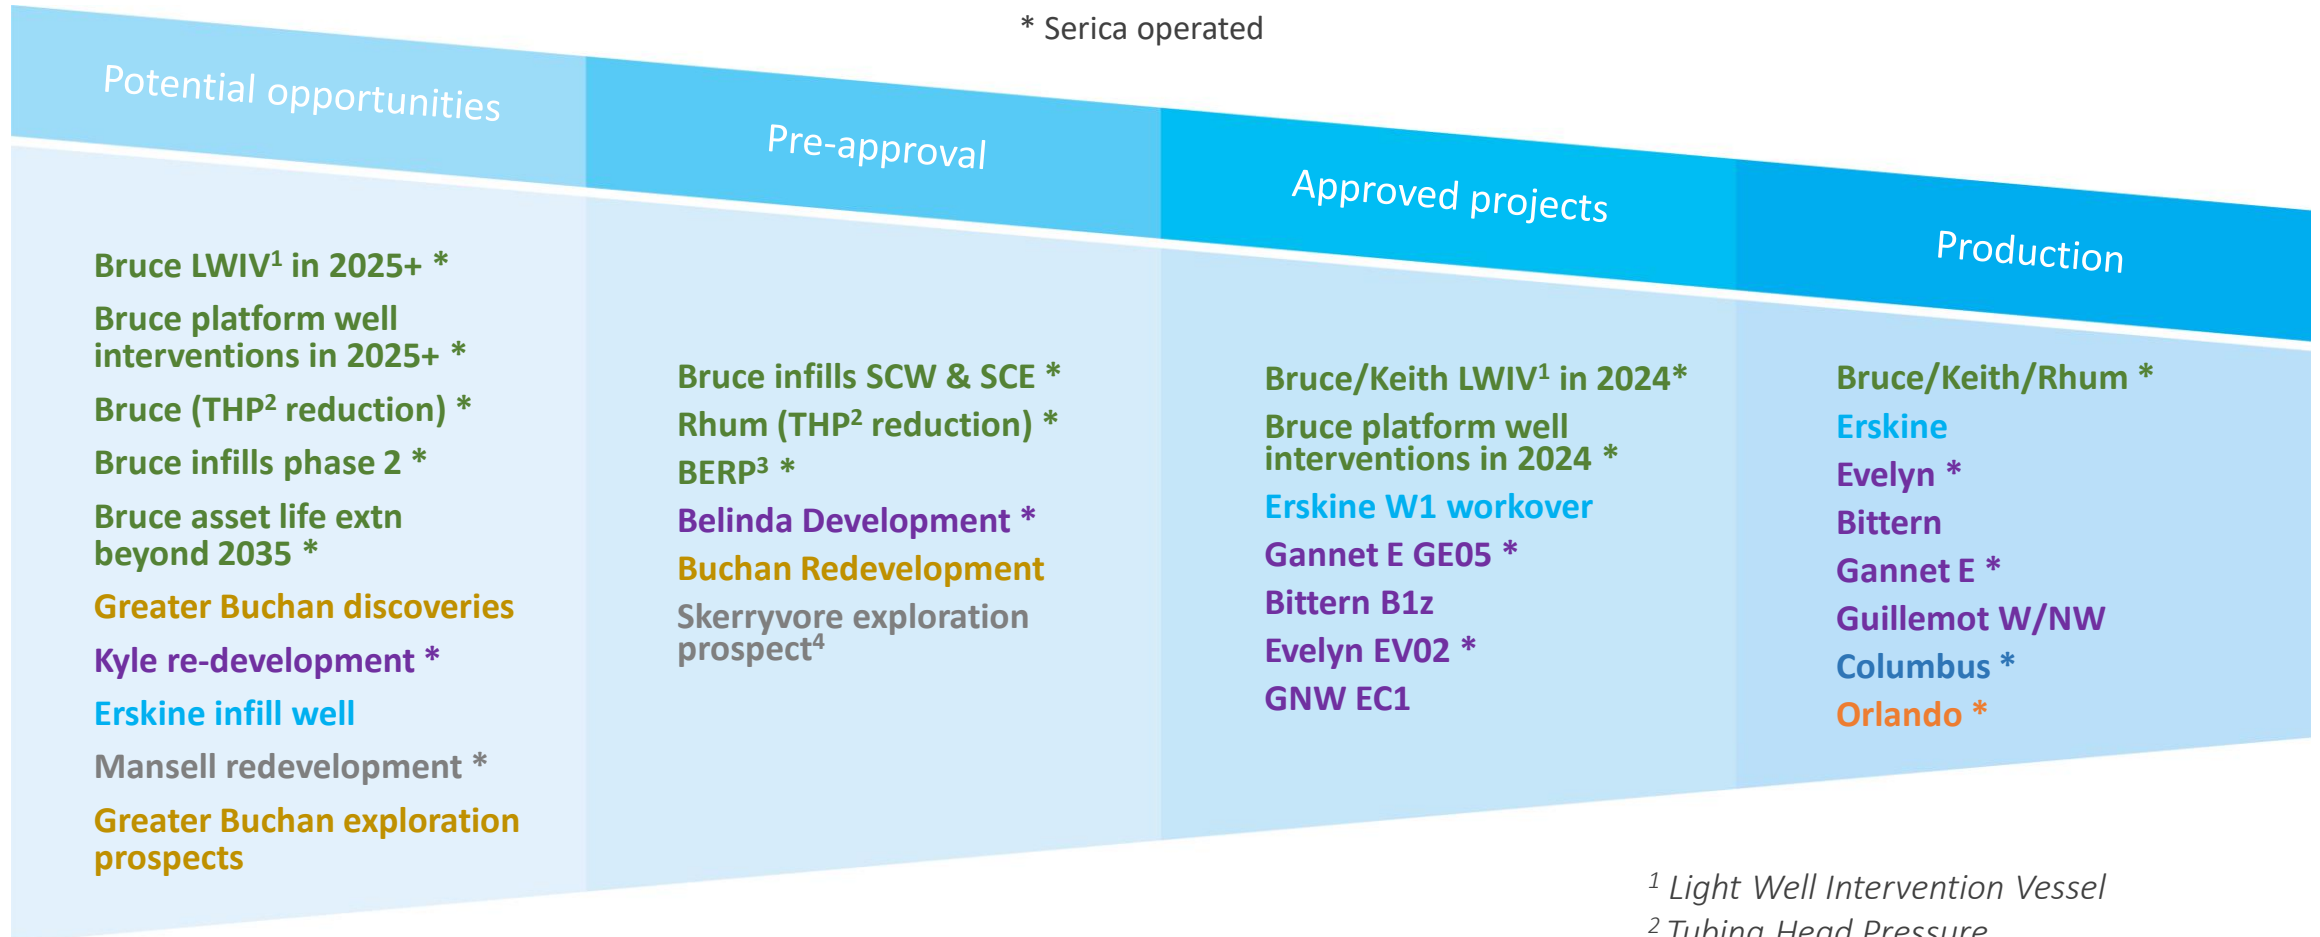 * Serica operated
Potential opportunities
Bruce LWIV¹ in 2025+ *
Bruce platform well
interventions in 2025+ *
Bruce (THP² reduction) *
Bruce infills phase 2 *
Bruce asset life extn
beyond 2035 *
Greater Buchan discoveries
Kyle re-development *
Erskine infill well
Mansell redevelopment *
Greater Buchan exploration
prospects
Pre-approval
Bruce infills SCW & SCE *
Rhum (THP² reduction) *
BERP³ *
Belinda Development *
Buchan Redevelopment
Skerryvore exploration
prospect⁴
Approved projects
Bruce/Keith LWIV¹ in 2024*
Bruce platform well
interventions in 2024 *
Erskine W1 workover
Gannet E GE05 *
Bittern B1z
Evelyn EV02 *
GNW EC1
Production
Bruce/Keith/Rhum *
Erskine
Evelyn *
Bittern
Gannet E *
Guillemot W/NW
Columbus *
Orlando *
¹ Light Well Intervention Vessel
² Tubing Head Pressure